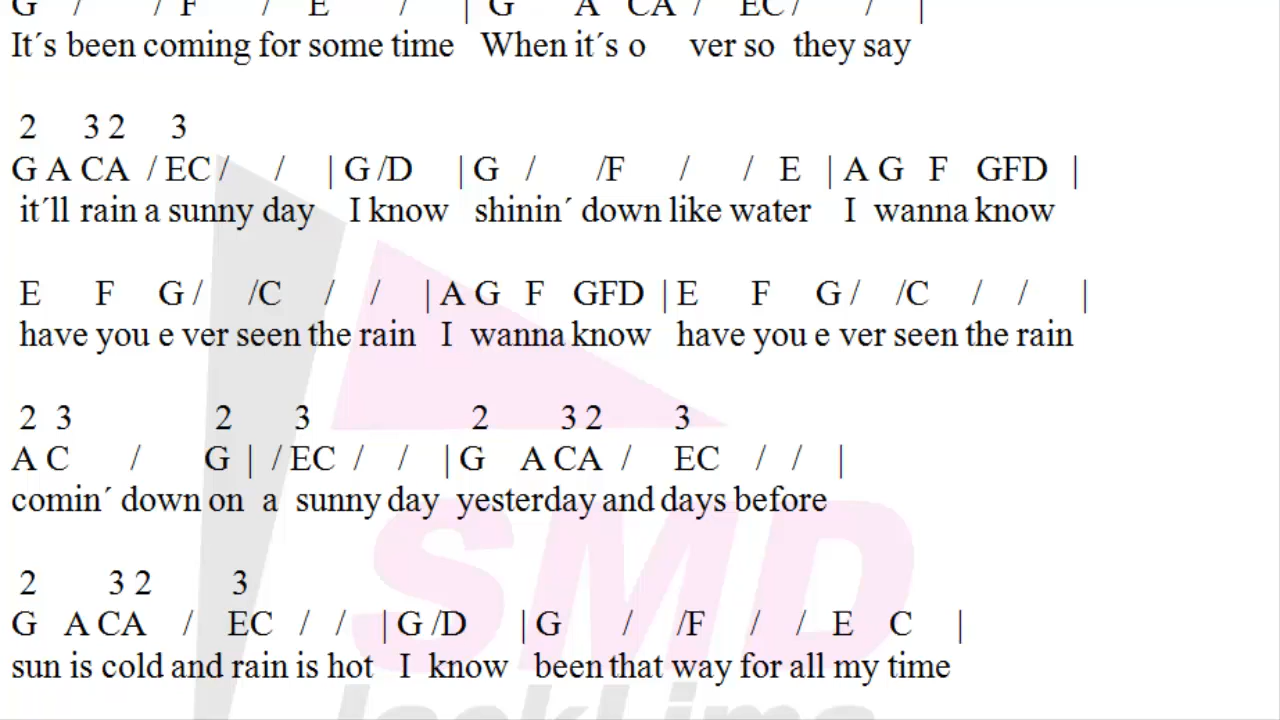 G / / F / E / | G A CA / EC / / |
It´s been coming for some time When it´s o ver so they say
2 3 2 3
G A CA / EC / / | G /D | G / /F / / E | A G F GFD |
it´ll rain a sunny day I know shinin´ down like water I wanna know
E F G / /C / / | A G F GFD | E F G / /C / / |
have you e ver seen the rain I wanna know have you e ver seen the rain
2 3 2 3 2 3 2 3
A C / G | / EC / / | G A CA / EC / / |
comin´ down on a sunny day yesterday and days before
2 3 2 3
G A CA / EC / / | G /D | G / /F / / E C |
sun is cold and rain is hot I know been that way for all my time
SMD